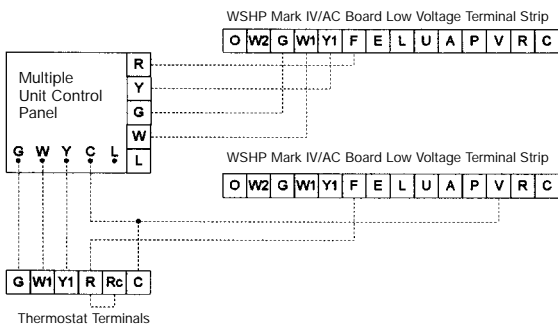 WSHP Mark IV/AC Board Low Voltage Terminal Strip
O W2 G W1 Y1 F E L U A P V R C
Multiple
Unit Control
Panel
R
Y
G
W
L
G W Y C L
WSHP Mark IV/AC Board Low Voltage Terminal Strip
O W2 G W1 Y1 F E L U A P V R C
G W1 Y1 R Rc C
Thermostat Terminals